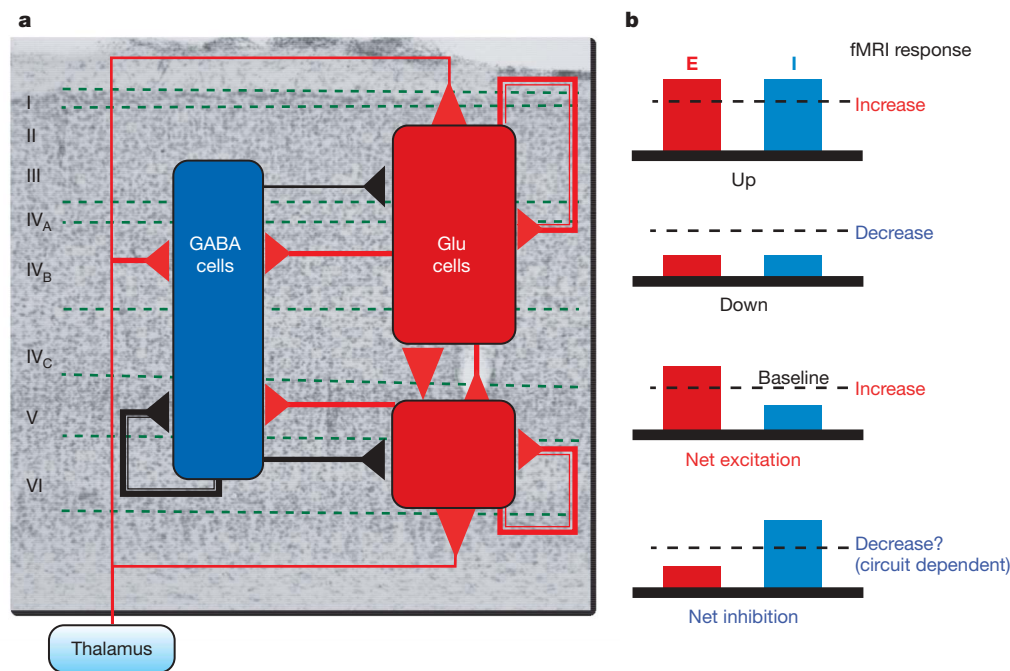 a
I
II
III
IVA
IVB
IVC
V
VI
GABA
cells
Glu
cells
Thalamus
b
fMRI response
E
I
Increase
Up
Decrease
Down
Baseline
Increase
Net excitation
Decrease?
(circuit dependent)
Net inhibition